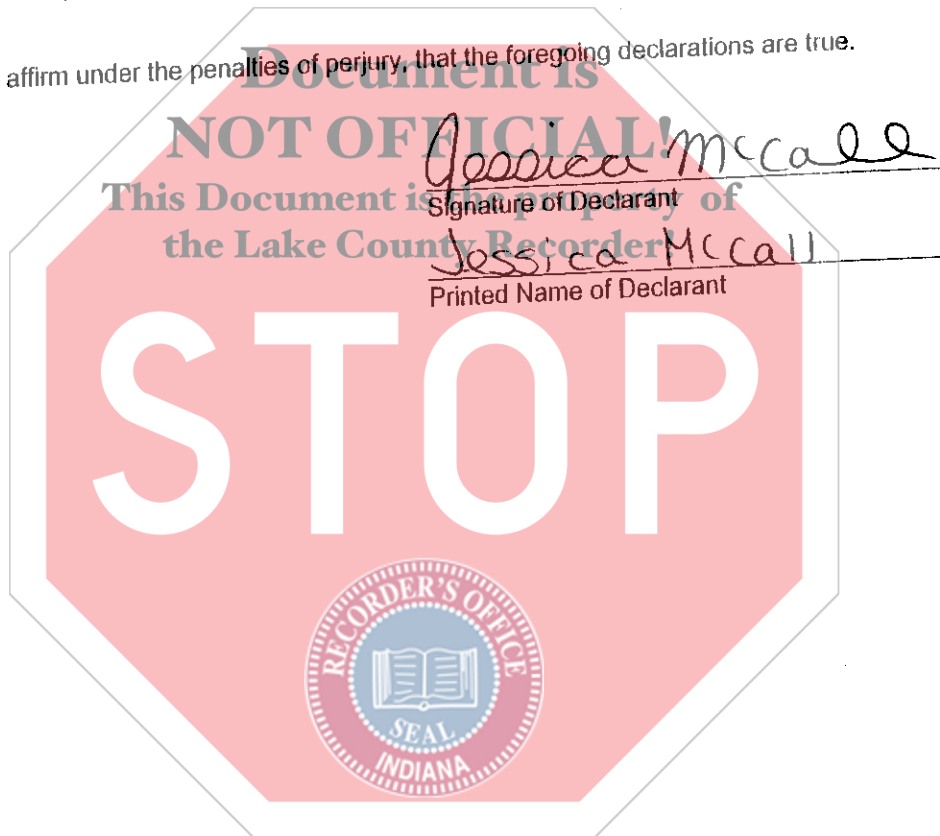 affirm under the penalties of perjury, that the foregoing declarations are true.
Document is
NOT OFFICIAL!
Jessica McCall
This Document is the property of
Signature of Declarant
the Lake County Recorder!
Jessica McCall
Printed Name of Declarant
STOP
RECORDER'S OFFICE
SEAL
INDIANA